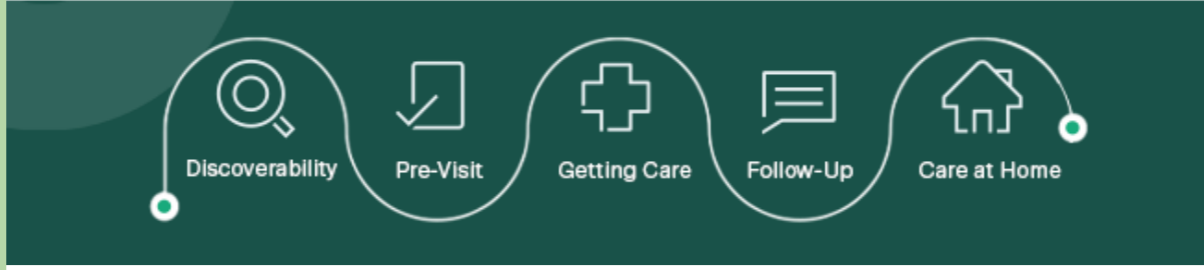 Discoverability
Pre-Visit
Getting Care
Follow-Up
Care at Home